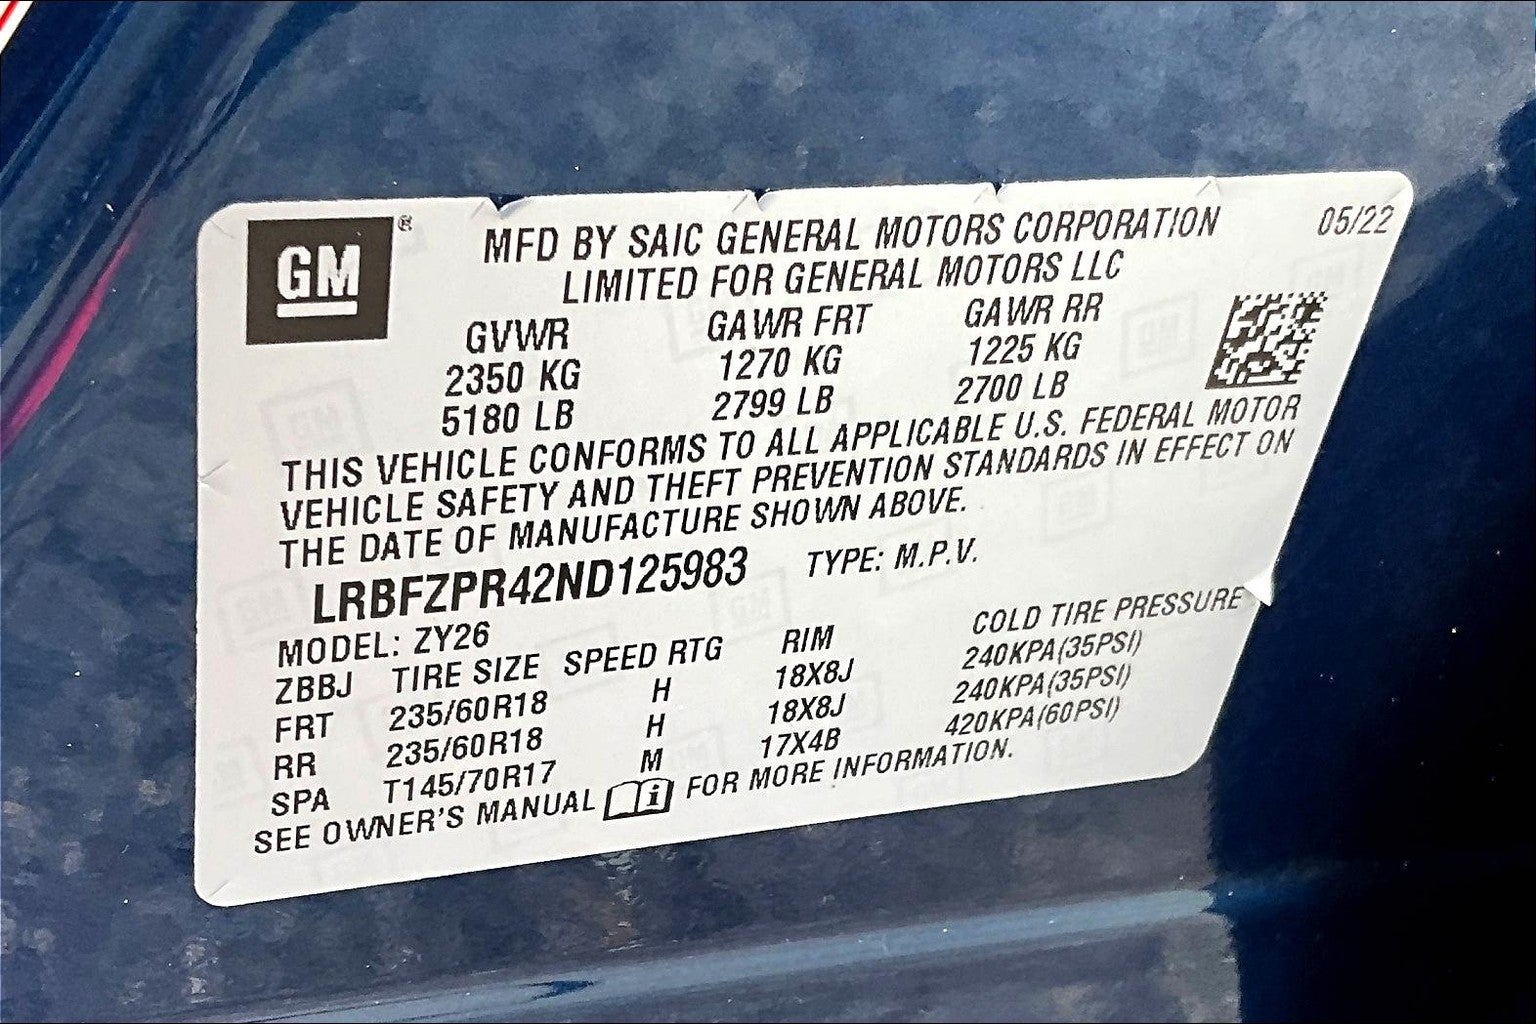 GM ®
MFD BY SAIC GENERAL MOTORS CORPORATION 05/22
LIMITED FOR GENERAL MOTORS LLC
GVWR GAWR FRT GAWR RR
2350 KG 1270 KG 1225 KG
5180 LB 2799 LB 2700 LB
THIS VEHICLE CONFORMS TO ALL APPLICABLE U.S. FEDERAL MOTOR
VEHICLE SAFETY AND THEFT PREVENTION STANDARDS IN EFFECT ON
THE DATE OF MANUFACTURE SHOWN ABOVE.
LRBFZPR42ND125983 TYPE: M.P.V.
MODEL: ZY26
ZBBJ TIRE SIZE SPEED RTG RIM COLD TIRE PRESSURE
FRT 235/60R18 H 18X8J 240KPA(35PSI)
RR 235/60R18 H 18X8J 240KPA(35PSI)
SPA T145/70R17 M 17X4B 420KPA(60PSI)
SEE OWNER'S MANUAL i FOR MORE INFORMATION.